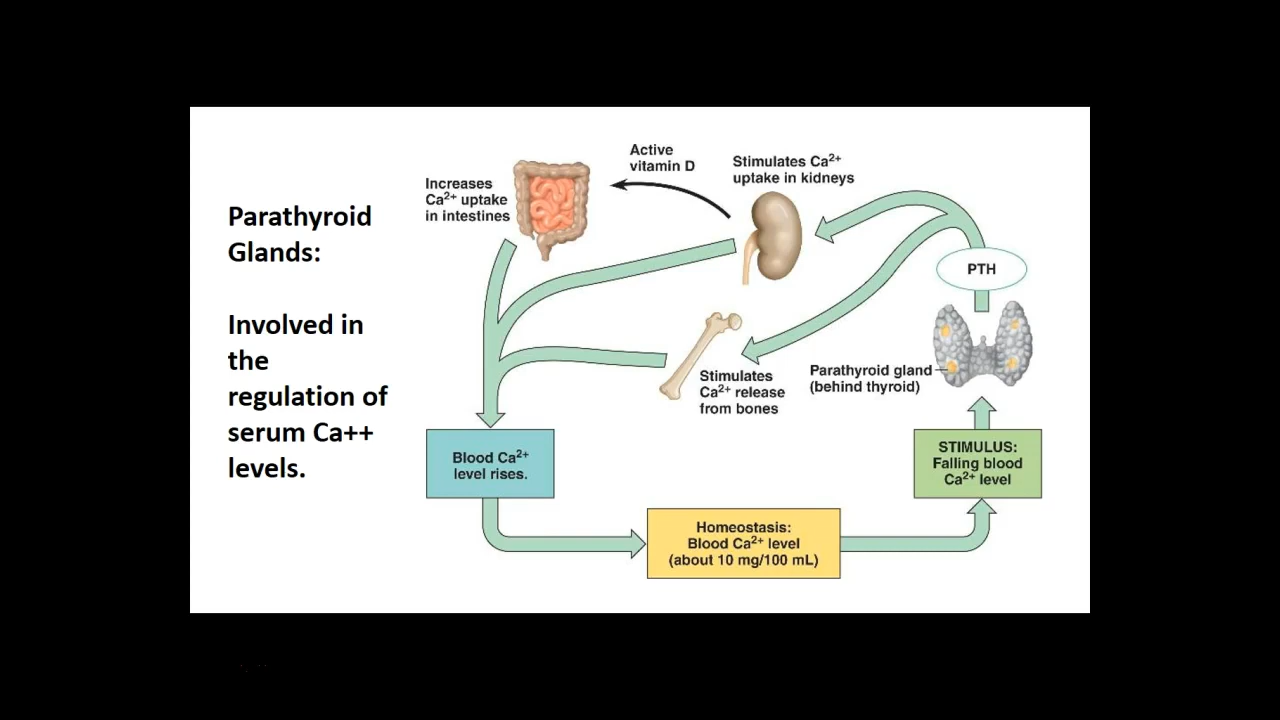 Parathyroid
Glands:
Involved in
the
regulation of
serum Ca++
levels.
Increases
Ca²⁺ uptake
in intestines
Active
vitamin D
Stimulates Ca²⁺
uptake in kidneys
PTH
Stimulates
Ca²⁺ release
from bones
Parathyroid gland
(behind thyroid)
Blood Ca²⁺
level rises.
Homeostasis:
Blood Ca²⁺ level
(about 10 mg/100 mL)
STIMULUS:
Falling blood
Ca²⁺ level